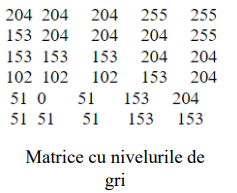 204 204 204 255 255
153 204 204 204 255
153 153 153 204 204
102 102 102 153 204
51 0 51 153 204
51 51 51 153 153
Matrice cu nivelurile de
gri